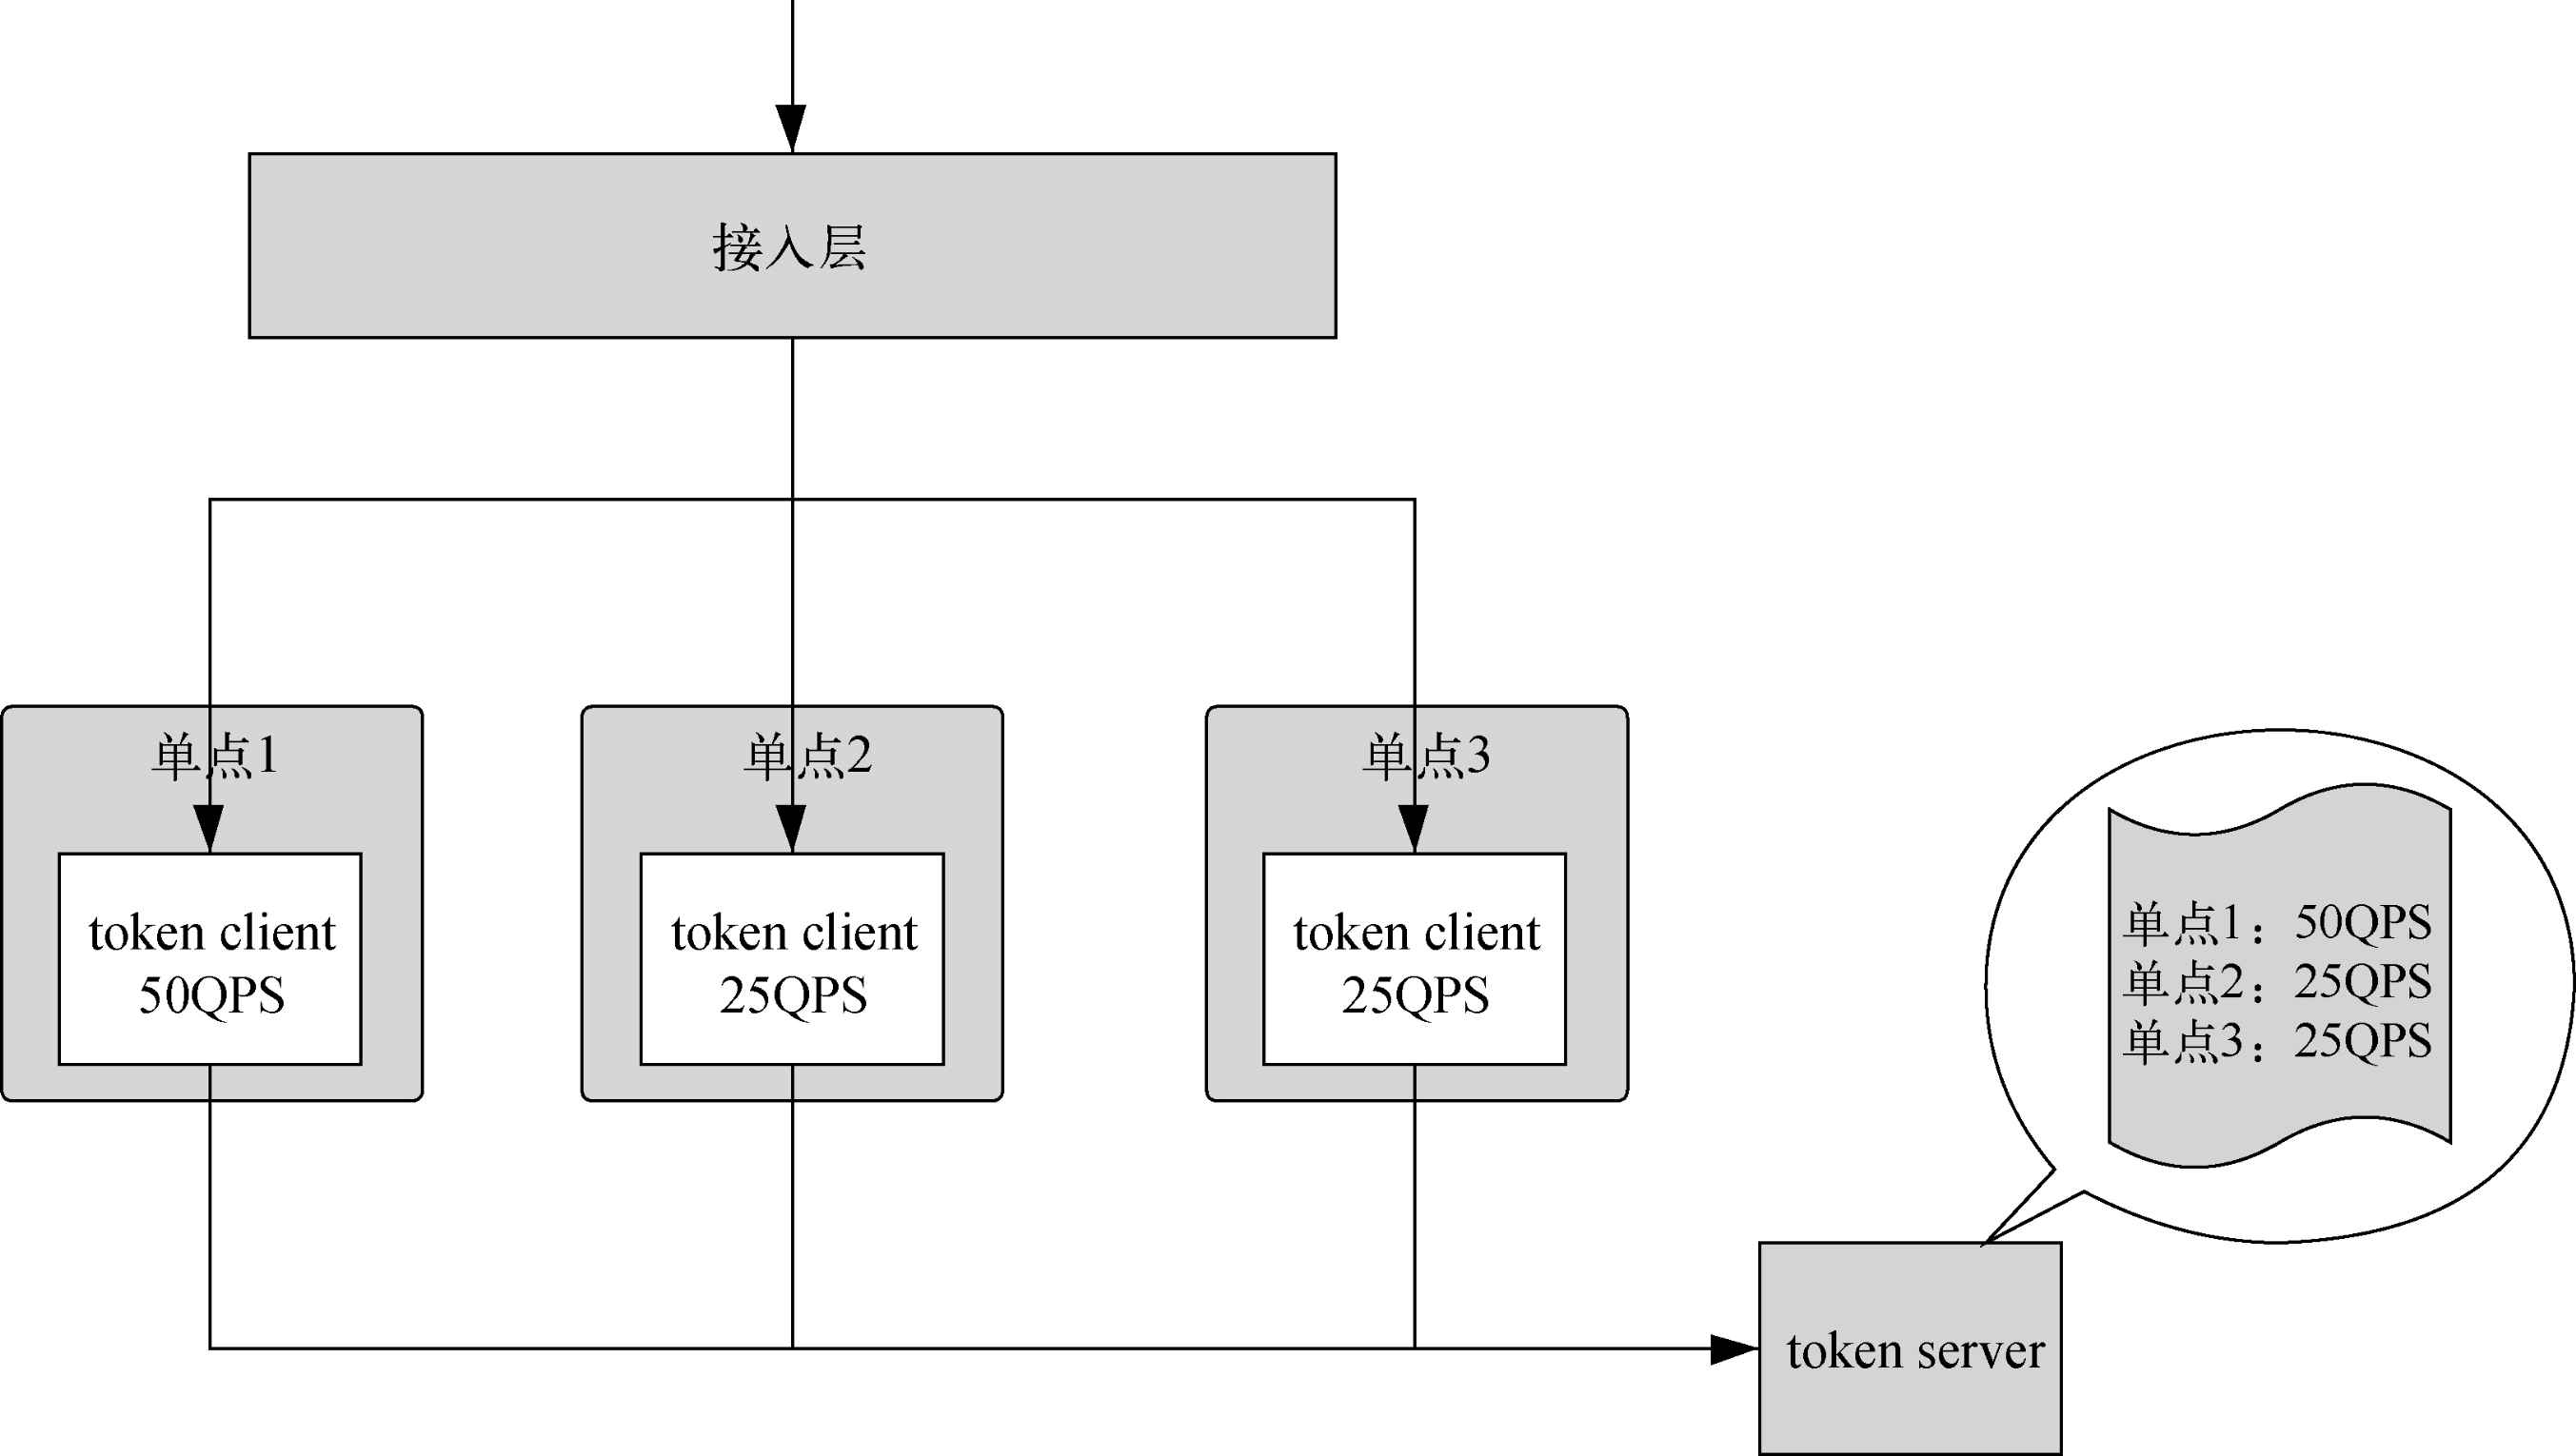 接入层
单点1
token client
50QPS
单点2
token client
25QPS
单点3
token client
25QPS
单点1：50QPS
单点2：25QPS
单点3：25QPS
token server